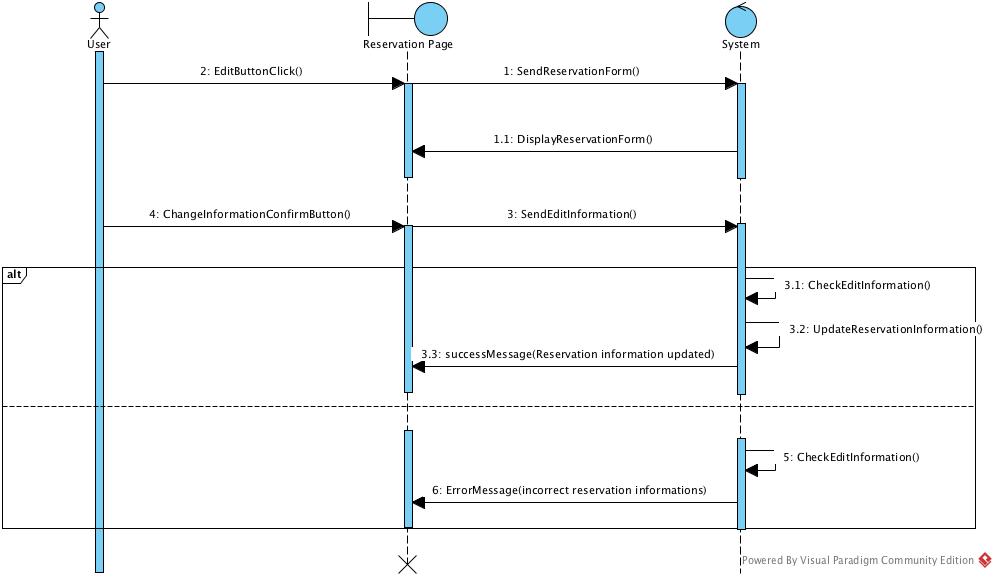 User
Reservation Page
System
2: EditButtonClick()
1: SendReservationForm()
1.1: DisplayReservationForm()
4: ChangeInformationConfirmButton()
3: SendEditInformation()
alt
3.1: CheckEditInformation()
3.2: UpdateReservationInformation()
3.3: successMessage(Reservation information updated)
5: CheckEditInformation()
6: ErrorMessage(incorrect reservation informations)
Powered By Visual Paradigm Community Edition